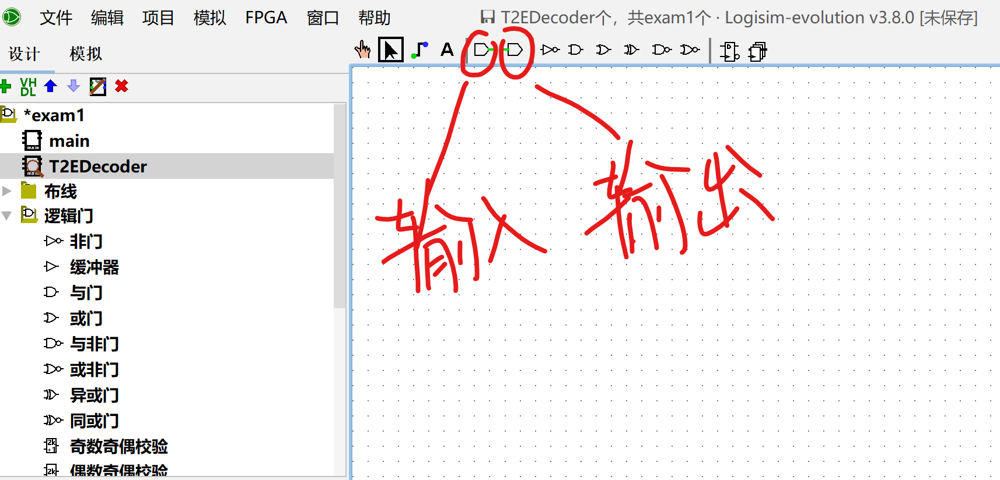 文件 编辑 项目 模拟 FPGA 窗口 帮助
T2EDecoder个，共exam1个 · Logisim-evolution v3.8.0 [未保存]
设计 模拟
A
VH
DL
*exam1
main
T2EDecoder
布线
逻辑门
非门
缓冲器
与门
或门
与非门
或非门
异或门
同或门
奇数奇偶校验
偶数奇偶校验
输入
输出